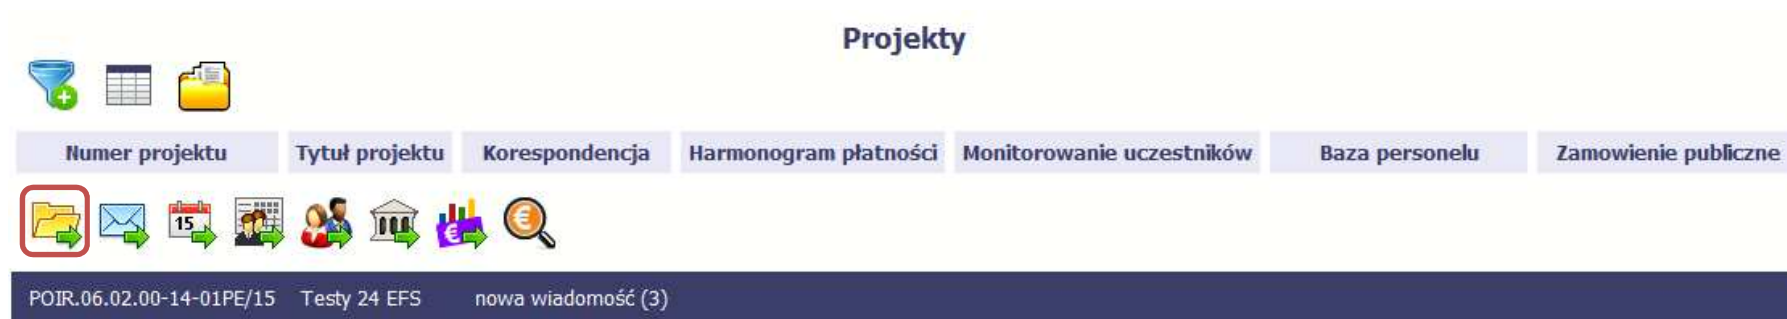 Projekty
Numer projektu Tytuł projektu Korespondencja Harmonogram płatności Monitorowanie uczestników Baza personelu Zamowienie publiczne
15
POIR.06.02.00-14-01PE/15 Testy 24 EFS nowa wiadomość (3)